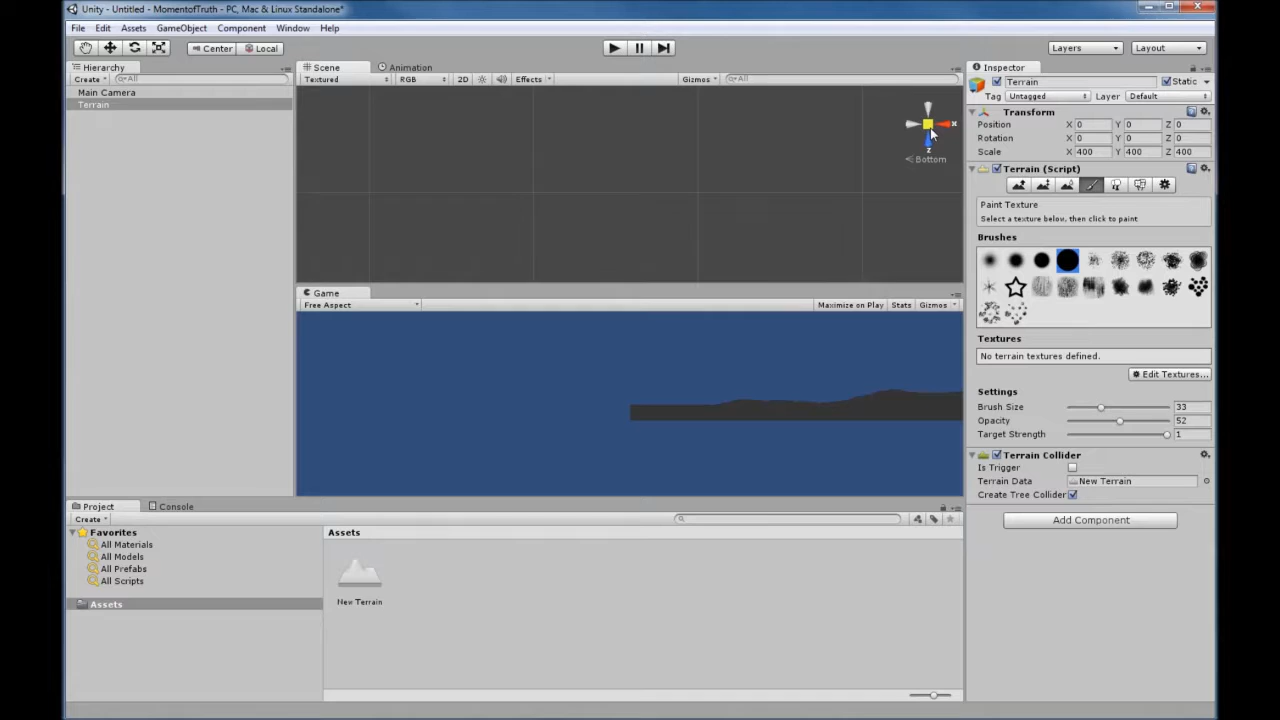 Unity - Untitled - MomentofTruth - PC, Mac & Linux Standalone*
File Edit Assets GameObject Component Window Help
Center Local Layers Layout
Hierarchy
Create All
Main Camera
Terrain
Scene Animation
Textured RGB 2D Effects Gizmos All
x
z
Bottom
Game
Free Aspect Maximize on Play Stats Gizmos
Inspector
Terrain Static
Tag Untagged Layer Default
Transform
Position X 0 Y 0 Z 0
Rotation X 0 Y 0 Z 0
Scale X 400 Y 400 Z 400
Terrain (Script)
Paint Texture
Select a texture below, then click to paint
Brushes
Textures
No terrain textures defined.
Edit Textures...
Settings
Brush Size 33
Opacity 52
Target Strength 1
Terrain Collider
Is Trigger
Terrain Data New Terrain
Create Tree Collider
Add Component
Project Console
Create
Favorites
All Materials
All Models
All Prefabs
All Scripts
Assets
Assets
New Terrain